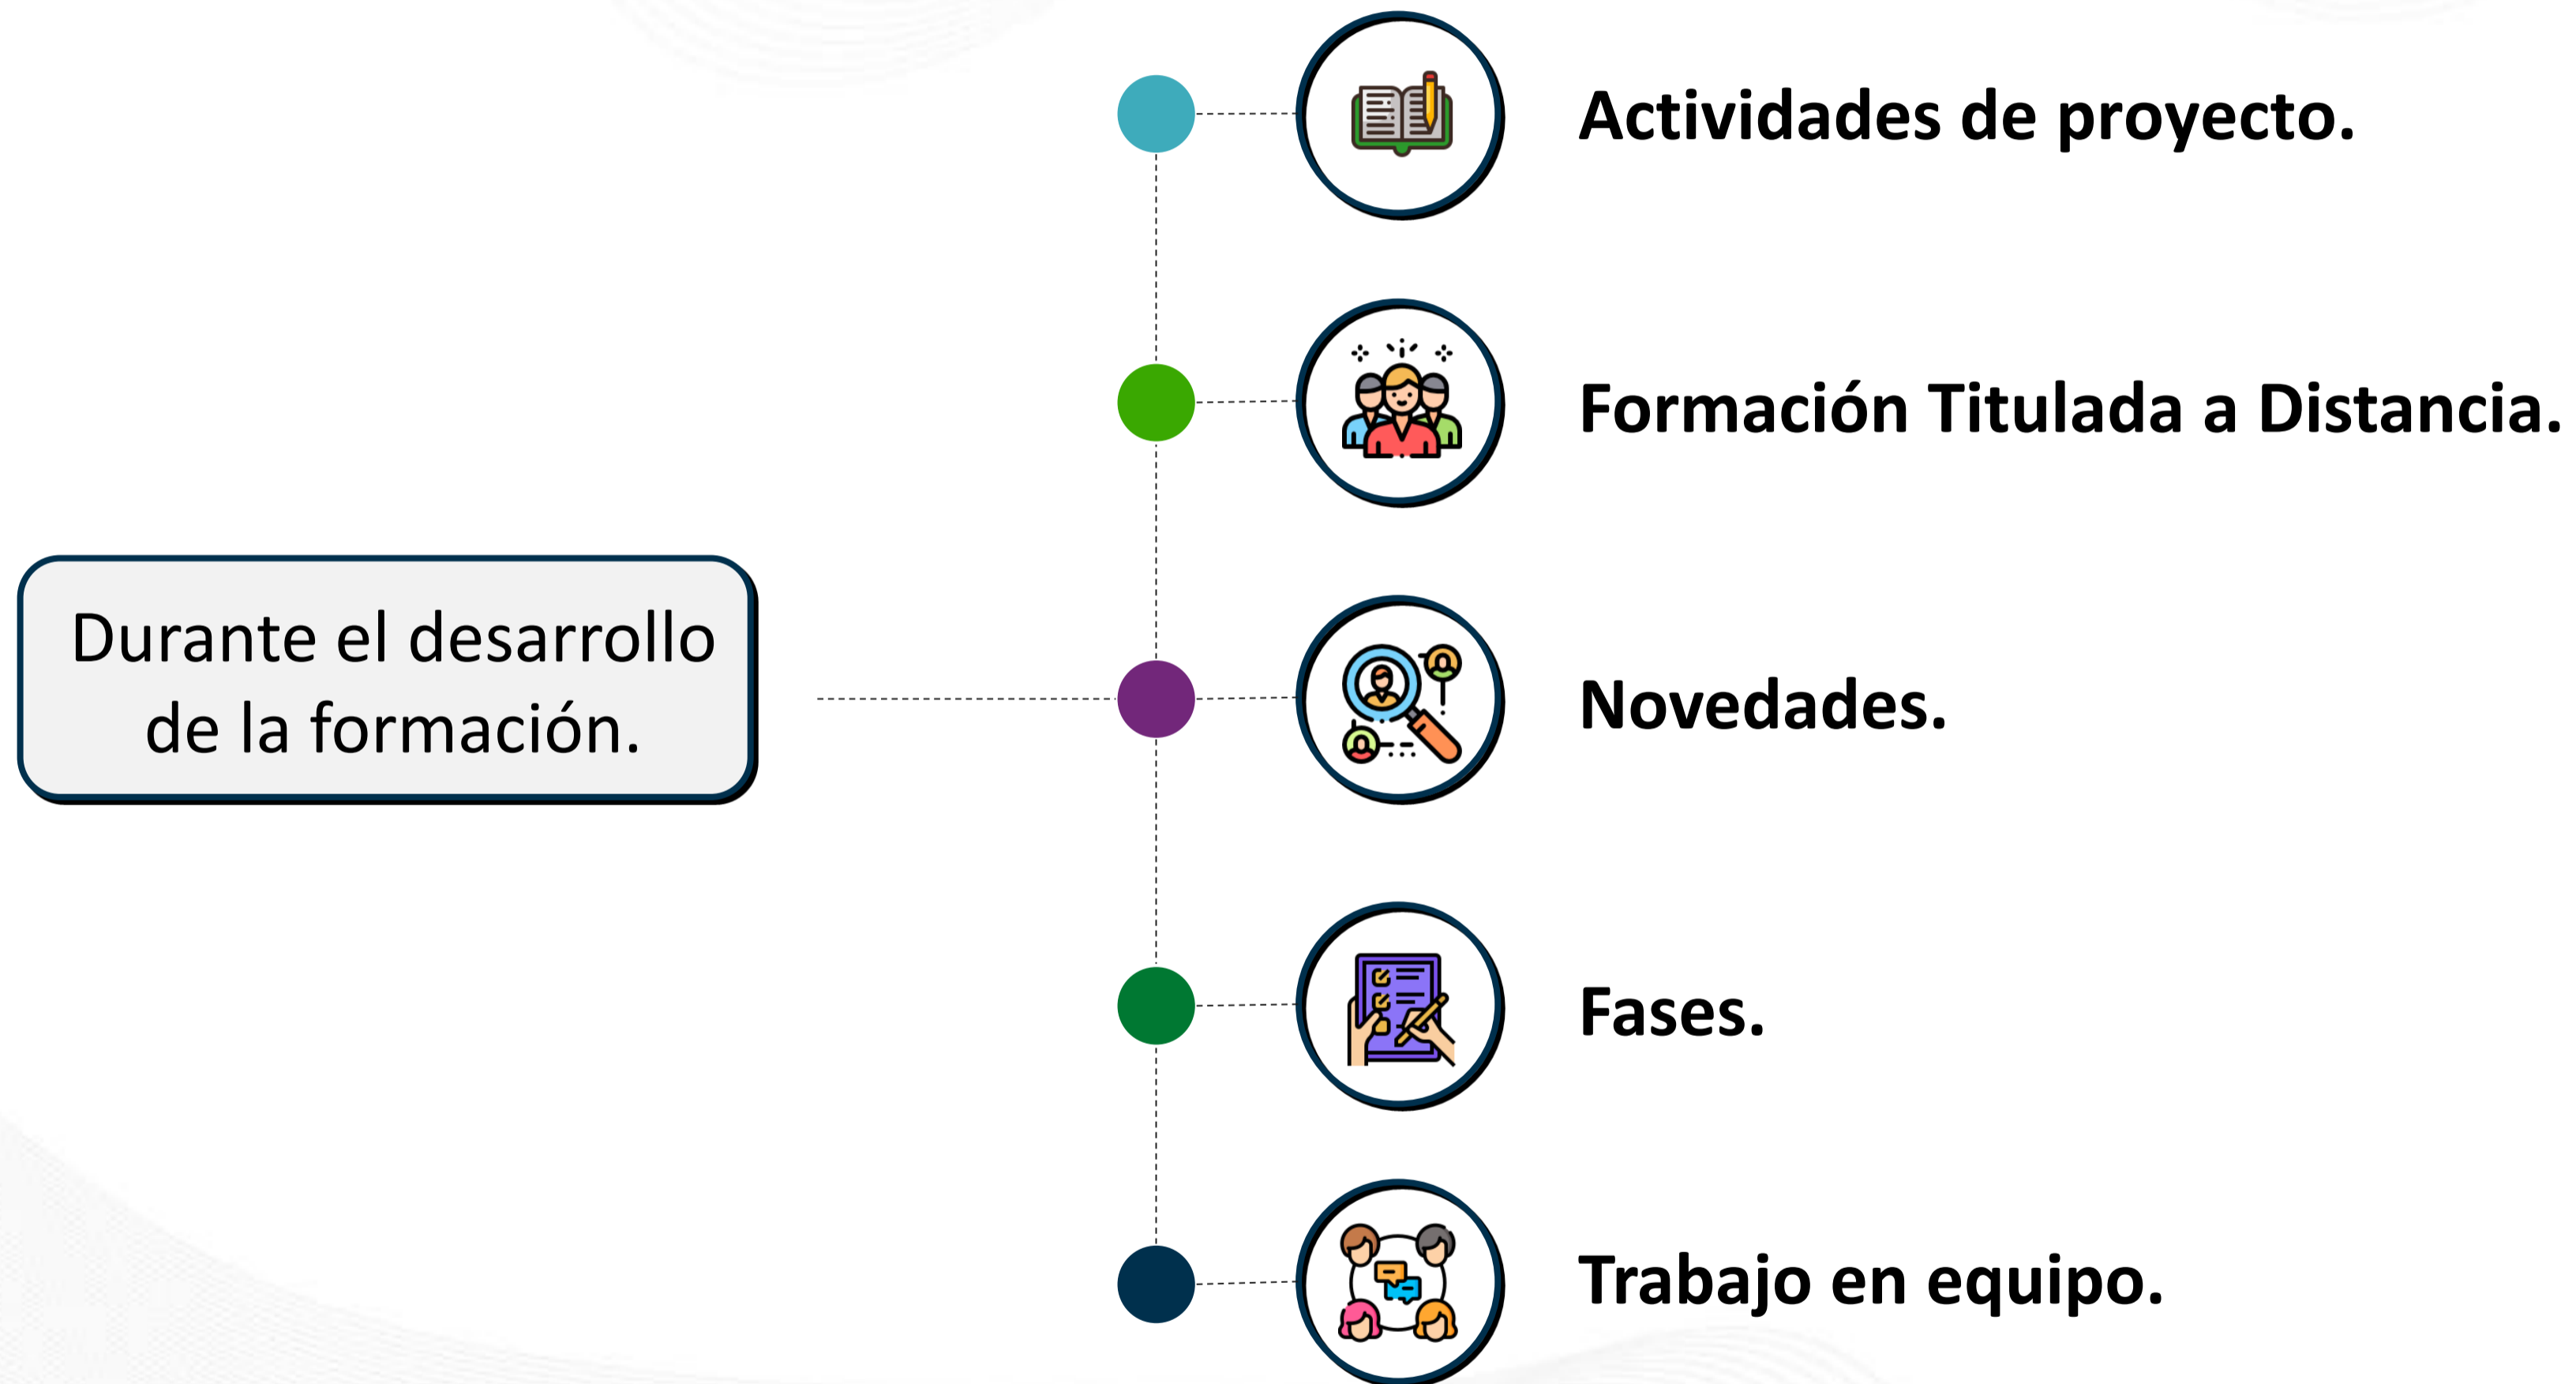 Durante el desarrollo
de la formación.
Actividades de proyecto.
Formación Titulada a Distancia.
Novedades.
Fases.
Trabajo en equipo.